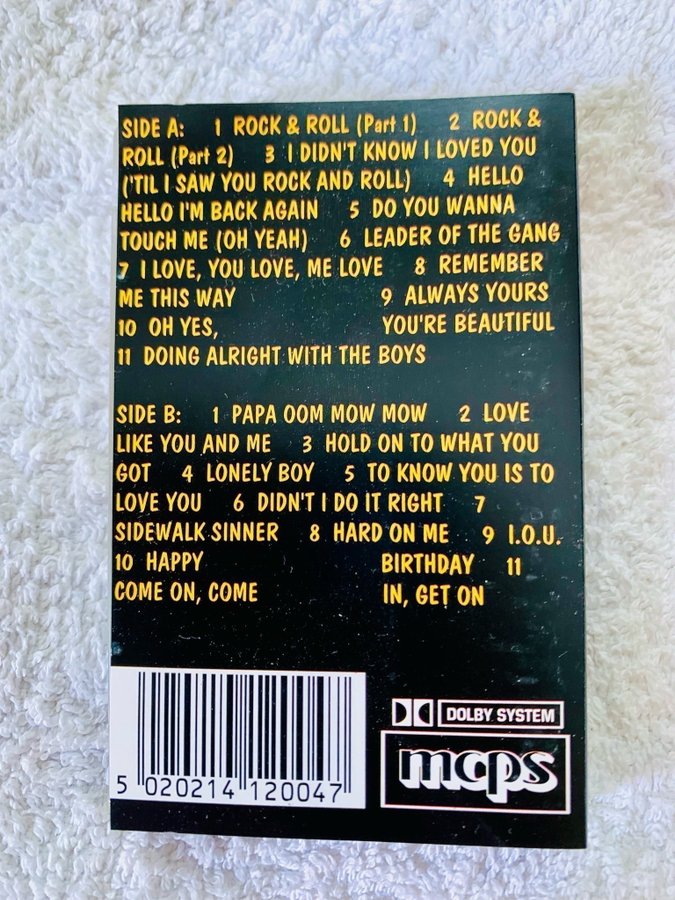 SIDE A: 1 ROCK & ROLL (Part 1) 2 ROCK &
ROLL (Part 2) 3 I DIDN'T KNOW I LOVED YOU
('TIL I SAW YOU ROCK AND ROLL) 4 HELLO
HELLO I'M BACK AGAIN 5 DO YOU WANNA
TOUCH ME (OH YEAH) 6 LEADER OF THE GANG
7 I LOVE, YOU LOVE, ME LOVE 8 REMEMBER
ME THIS WAY 9 ALWAYS YOURS
10 OH YES, YOU'RE BEAUTIFUL
11 DOING ALRIGHT WITH THE BOYS
SIDE B: 1 PAPA OOM MOW MOW 2 LOVE
LIKE YOU AND ME 3 HOLD ON TO WHAT YOU
GOT 4 LONELY BOY 5 TO KNOW YOU IS TO
LOVE YOU 6 DIDN'T I DO IT RIGHT 7
SIDEWALK SINNER 8 HARD ON ME 9 I.O.U.
10 HAPPY BIRTHDAY 11
COME ON, COME IN, GET ON
DOLBY SYSTEM
mcps
5 020214 120047